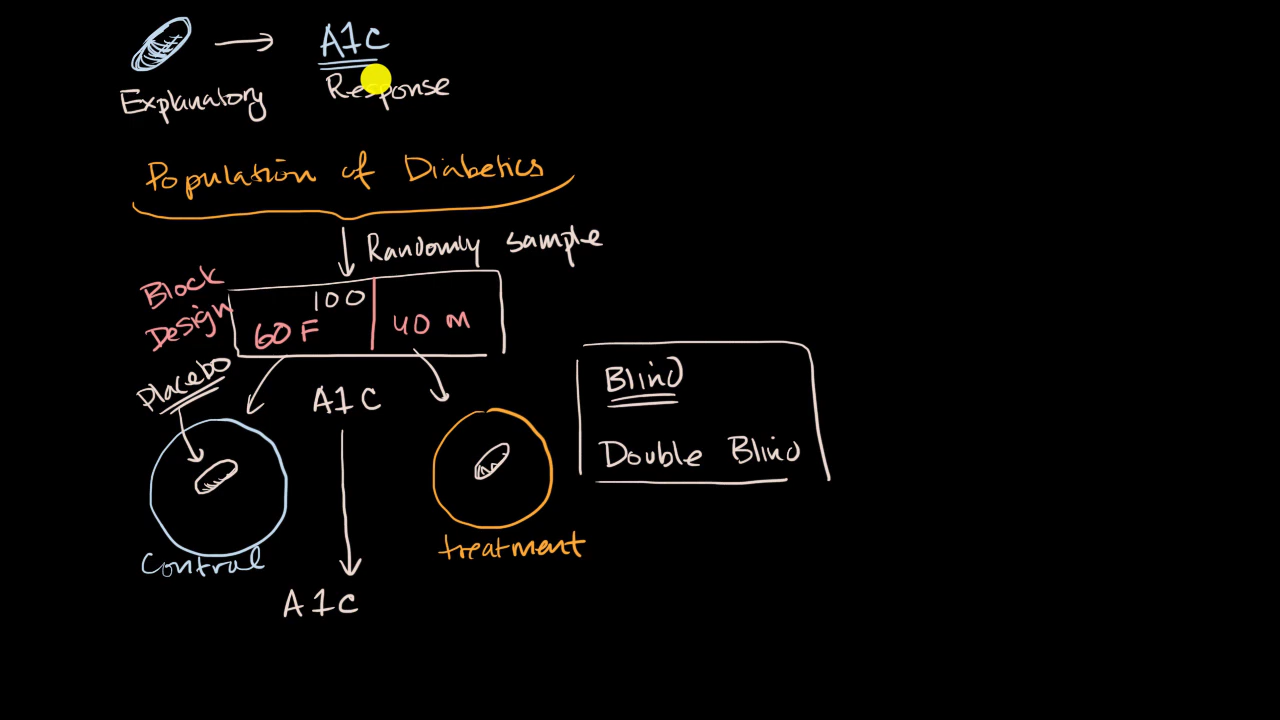 A1C
Explanatory
Response
Population of Diabetics
Randomly sample
Block
Design
100
60 F
40 M
Placebo
A1C
Blind
Double Blind
Control
treatment
A1C